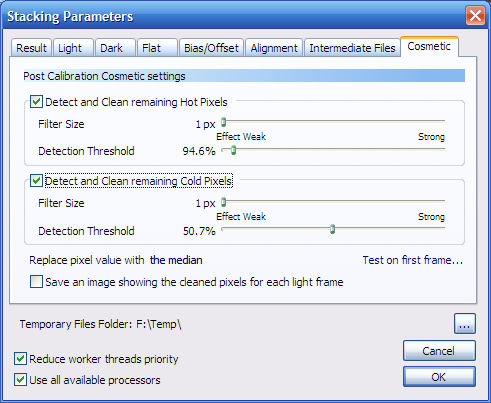 Stacking Parameters
Result Light Dark Flat Bias/Offset Alignment Intermediate Files Cosmetic
Post Calibration Cosmetic settings
Detect and Clean remaining Hot Pixels
Filter Size 1 px
Effect Weak Strong
Detection Threshold 94.6%
Detect and Clean remaining Cold Pixels
Filter Size 1 px
Effect Weak Strong
Detection Threshold 50.7%
Replace pixel value with the median Test on first frame...
Save an image showing the cleaned pixels for each light frame
Temporary Files Folder: F:\Temp\ ...
Reduce worker threads priority Cancel
Use all available processors OK